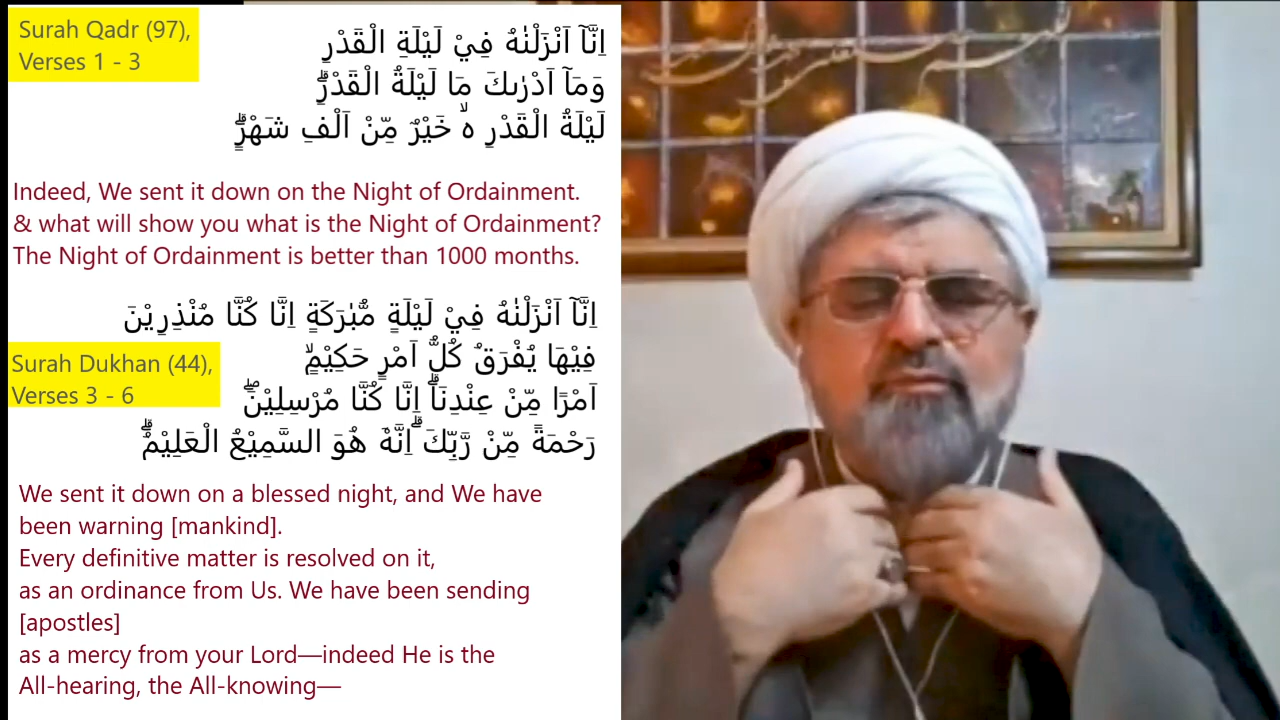 Surah Qadr (97),
Verses 1 - 3
اِنَّآ اَنْزَلْنٰهُ فِيْ لَيْلَةِ الْقَدْرِ
وَمَآ اَدْرٰىكَ مَا لَيْلَةُ الْقَدْرِۗ
لَيْلَةُ الْقَدْرِ ەۙ خَيْرٌ مِّنْ اَلْفِ شَهْرٍۗ
Indeed, We sent it down on the Night of Ordainment.
& what will show you what is the Night of Ordainment?
The Night of Ordainment is better than 1000 months.
اِنَّآ اَنْزَلْنٰهُ فِيْ لَيْلَةٍ مُّبٰرَكَةٍ اِنَّا كُنَّا مُنْذِرِيْنَ
Surah Dukhan (44),
Verses 3 - 6
فِيْهَا يُفْرَقُ كُلُّ اَمْرٍ حَكِيْمٍۙ
اَمْرًا مِّنْ عِنْدِنَاۗ اِنَّا كُنَّا مُرْسِلِيْنَۖ
رَحْمَةً مِّنْ رَّبِّكَ ۗاِنَّهٗ هُوَ السَّمِيْعُ الْعَلِيْمُۗ
We sent it down on a blessed night, and We have
been warning [mankind].
Every definitive matter is resolved on it,
as an ordinance from Us. We have been sending
[apostles]
as a mercy from your Lord—indeed He is the
All-hearing, the All-knowing—